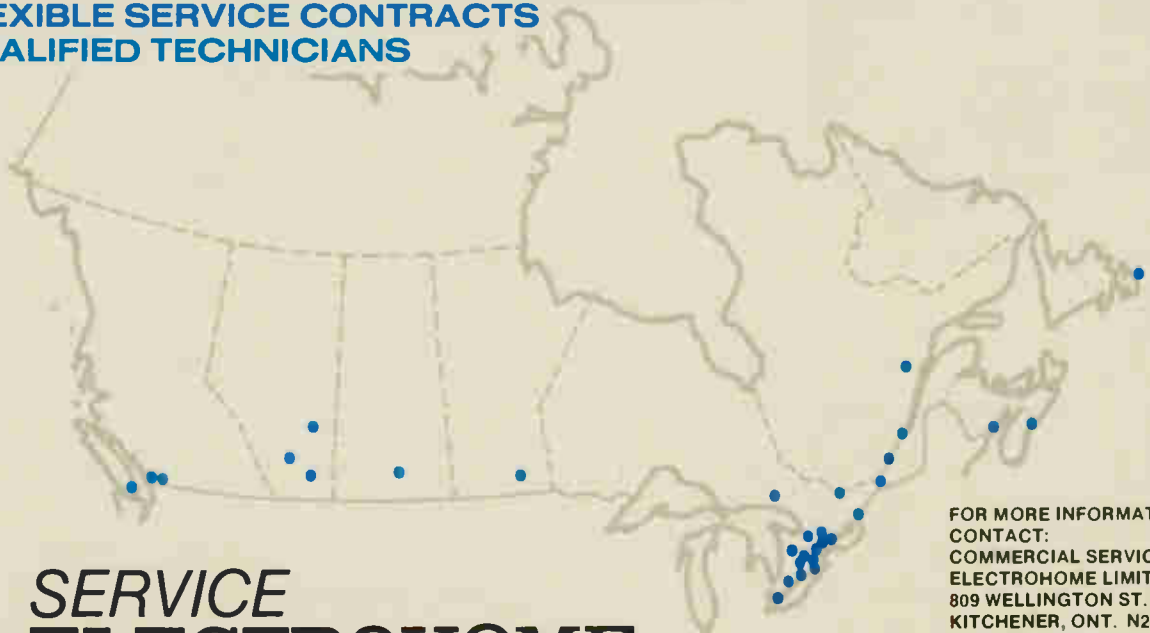 EXIBLE SERVICE CONTRACTS
ALIFIED TECHNICIANS
FOR MORE INFORMAT
CONTACT:
COMMERCIAL SERVIC
ELECTROHOME LIMIT
809 WELLINGTON ST.
KITCHENER, ONT. N2
SERVICE
ELECTROHOME